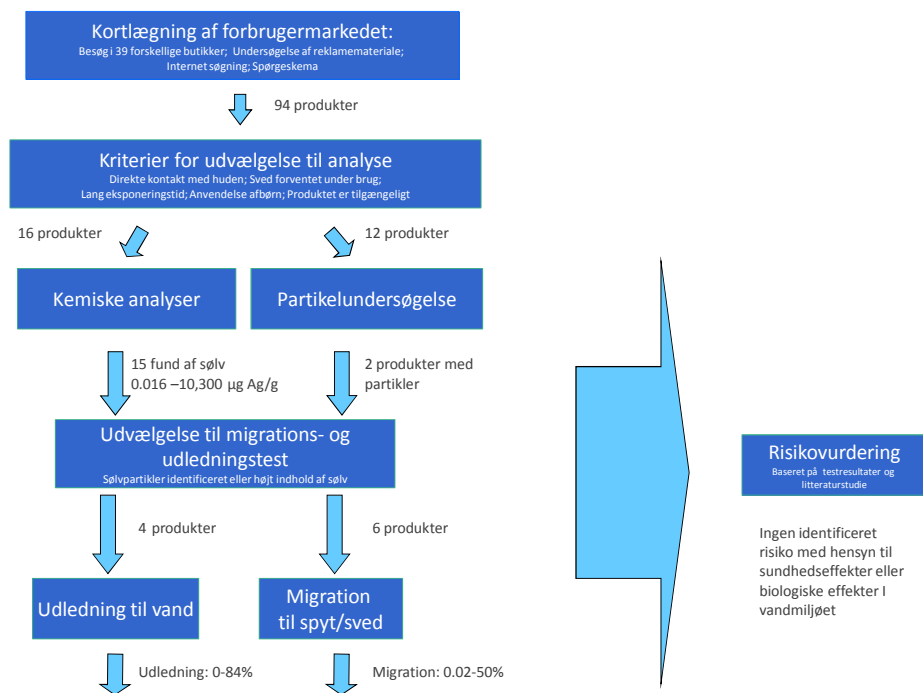 Kortlægning af forbrugermarkedet:
Besøg i 39 forskellige butikker; Undersøgelse af reklamemateriale;
Internet søgning; Spørgeskema
94 produkter
Kriterier for udvælgelse til analyse
Direkte kontakt med huden; Sved forventet under brug;
Lang eksponeringstid; Anvendelse afbørn; Produktet er tilgængeligt
16 produkter
12 produkter
Kemiske analyser
Partikelundersøgelse
15 fund af sølv
0.016 –10,300 µg Ag/g
2 produkter med
partikler
Udvælgelse til migrations- og
udledningstest
Sølvpartikler identificeret eller højt indhold af sølv
4 produkter
6 produkter
Udledning til vand
Migration
til spyt/sved
Udledning: 0-84%
Migration: 0.02-50%
Risikovurdering
Baseret på testresultater og
litteraturstudie
Ingen identificeret
risiko med hensyn til
sundhedseffekter eller
biologiske effekter I
vandmiljøet